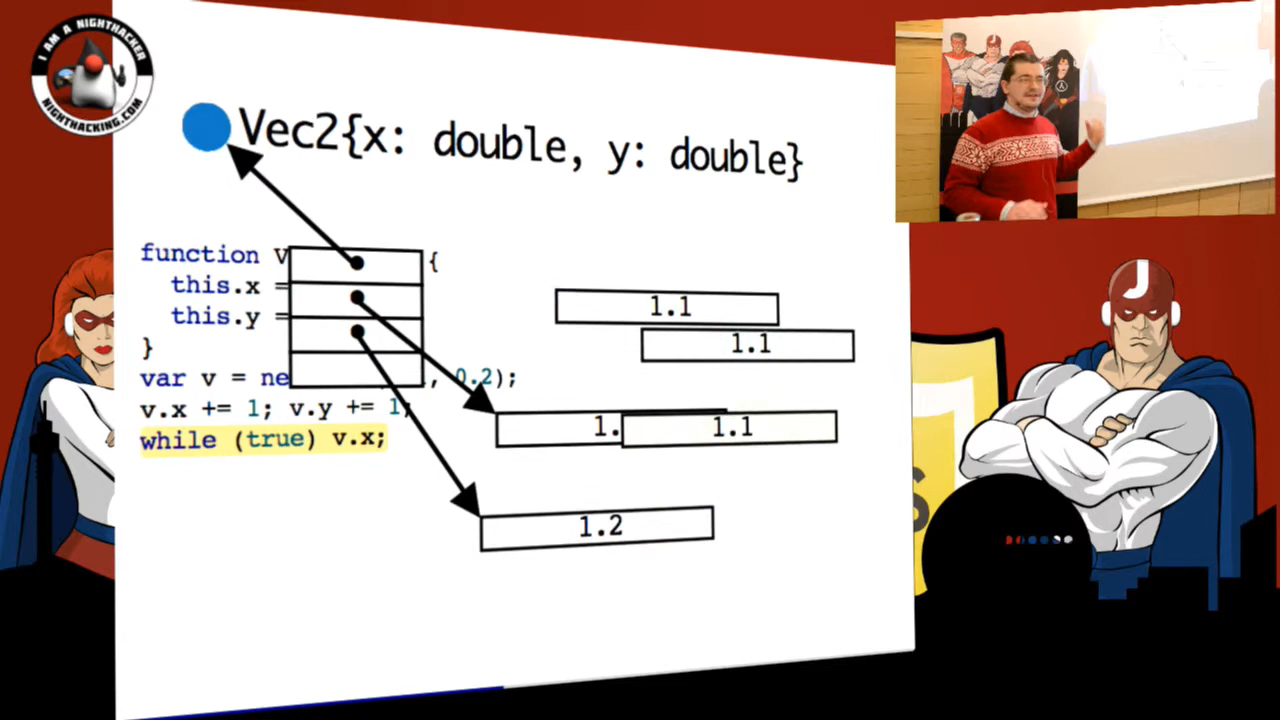 I AM A NIGHTHACKER
NIGHTHACKING.COM
Vec2{x: double, y: double}
function v {
this.x =
this.y =
}
var v = ne , 0.2);
v.x += 1; v.y += 1;
while (true) v.x;
1.1
1.1
1.
1.1
1.2
J
S
A